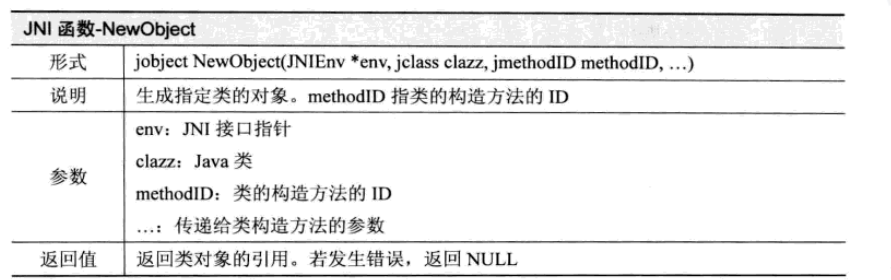 JNI 函数-NewObject
形式 jobject NewObject(JNIEnv *env, jclass clazz, jmethodID methodID, …)
说明 生成指定类的对象。methodID 指类的构造方法的 ID
参数
env：JNI 接口指针
clazz：Java 类
methodID：类的构造方法的 ID
…：传递给类构造方法的参数
返回值 返回类对象的引用。若发生错误，返回 NULL